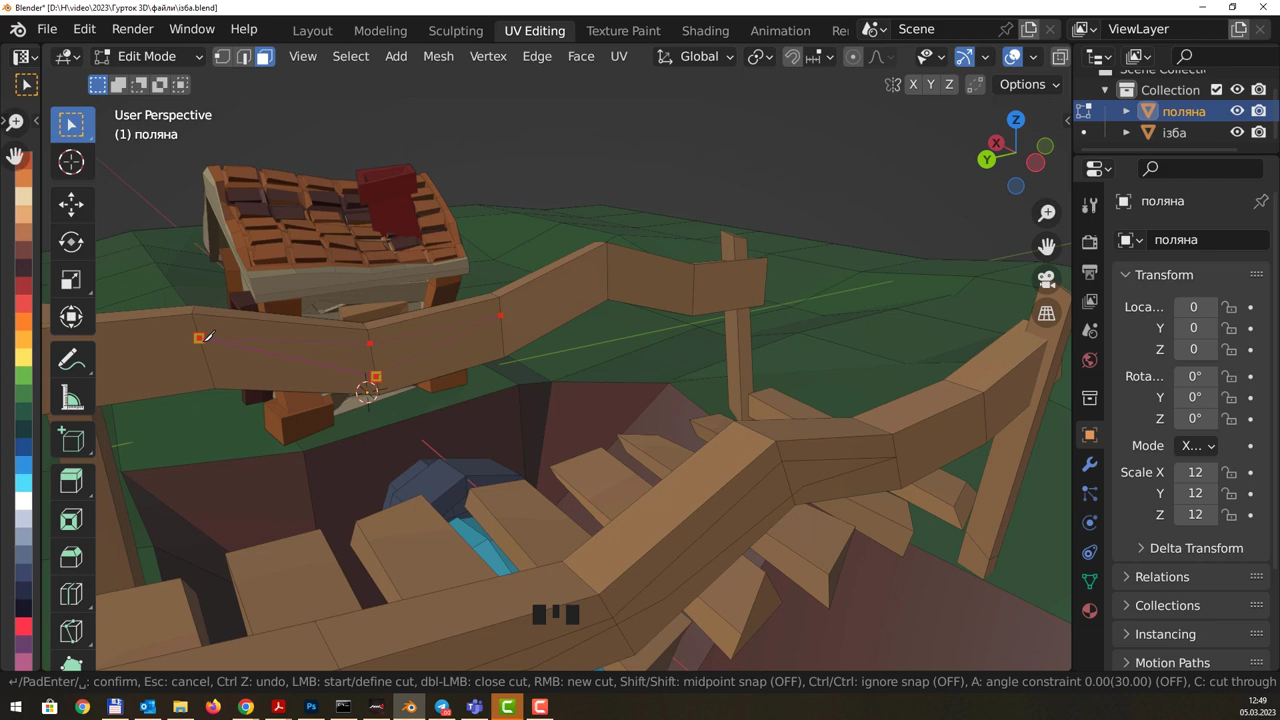 Blender* [D:\H\video\2023\Гурток 3D\файли\ізба.blend]
File Edit Render Window Help Layout Modeling Sculpting UV Editing Texture Paint Shading Animation Re Scene ViewLayer
Edit Mode View Select Add Mesh Vertex Edge Face UV Global
X Y Z Options
User Perspective
(1) поляна
Z
X
Y
Scene Collecti
Collection
поляна
ізба
поляна
поляна
Transform
Loca... 0
Y 0
Z 0
Rota... 0°
Y 0°
Z 0°
Mode X...
Scale X 12
Y 12
Z 12
Delta Transform
Relations
Collections
Instancing
Motion Paths
↵/PadEnter/␣: confirm, Esc: cancel, Ctrl Z: undo, LMB: start/define cut, dbl-LMB: close cut, RMB: new cut, Shift/Shift: midpoint snap (OFF), Ctrl/Ctrl: ignore snap (OFF), A: angle constraint 0.00(30.00) (OFF), C: cut through
12:49
05.03.2023